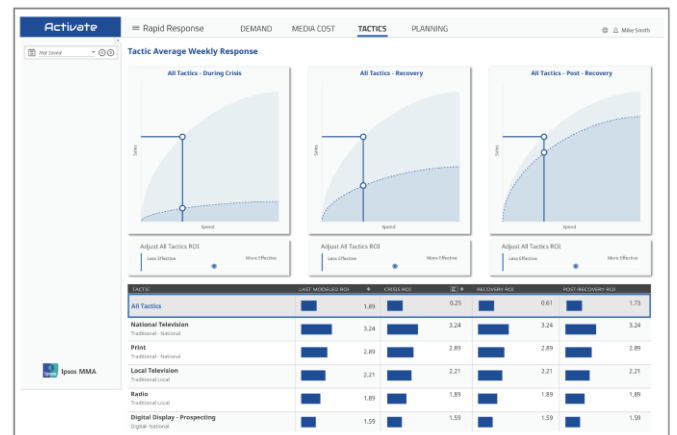 Activate
Rapid Response
DEMAND
MEDIA COST
TACTICS
PLANNING
Mike Smith
Not Saved
Tactic Average Weekly Response
All Tactics - During Crisis
All Tactics - Recovery
All Tactics - Post - Recovery
Sales
Spend
Sales
Spend
Sales
Spend
Adjust All Tactics ROI
Less Effective
More Effective
Adjust All Tactics ROI
Less Effective
More Effective
Adjust All Tactics ROI
Less Effective
More Effective
TACTIC
LAST MODELED ROI
CRISIS ROI
RECOVERY ROI
POST-RECOVERY ROI
All Tactics
1.89
0.25
0.61
1.73
National Television
3.24
3.24
3.24
3.24
Traditional - National
Print
2.89
2.89
2.89
2.89
Traditional - National
Local Television
2.21
2.21
2.21
2.21
Traditional Local
Radio
1.89
1.89
1.89
1.89
Traditional Local
Digital Display - Prospecting
1.59
1.59
1.59
1.59
Digital- National
Ipsos
Ipsos MMA